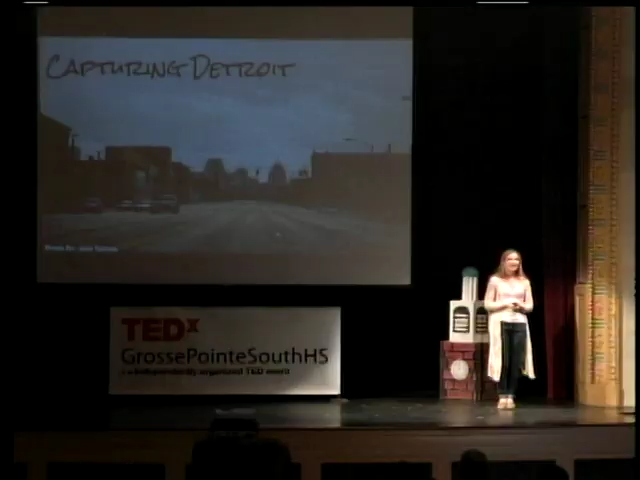 CAPTURING DETROIT
TEDx
GrossePointeSouthHS
x = independently organized TED event